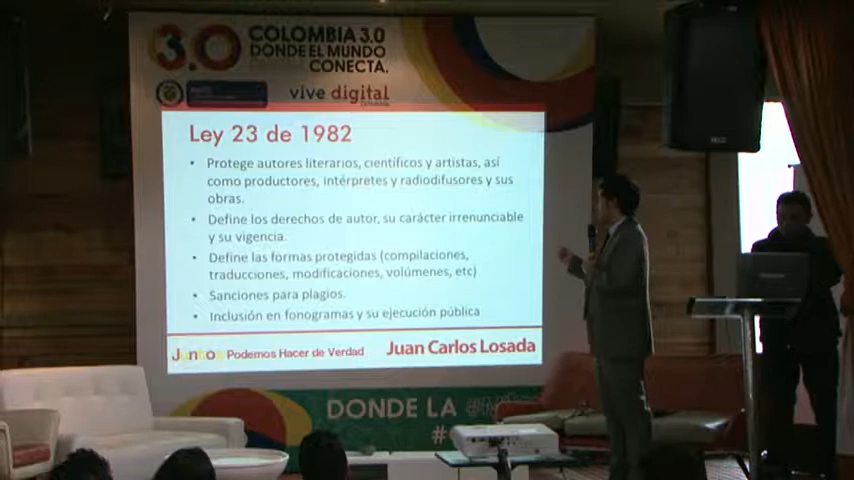 3.0
COLOMBIA 3.0
DONDE EL MUNDO
CONECTA.
vive digital
Ley 23 de 1982
• Protege autores literarios, científicos y artistas, así
como productores, intérpretes y radiodifusores y sus
obras.
• Define los derechos de autor, su carácter irrenunciable
y su vigencia.
• Define las formas protegidas (compilaciones,
traducciones, modificaciones, volúmenes, etc)
• Sanciones para plagios.
• Inclusión en fonogramas y su ejecución pública
Juntos Podemos Hacer de Verdad
Juan Carlos Losada
DONDE LA
#